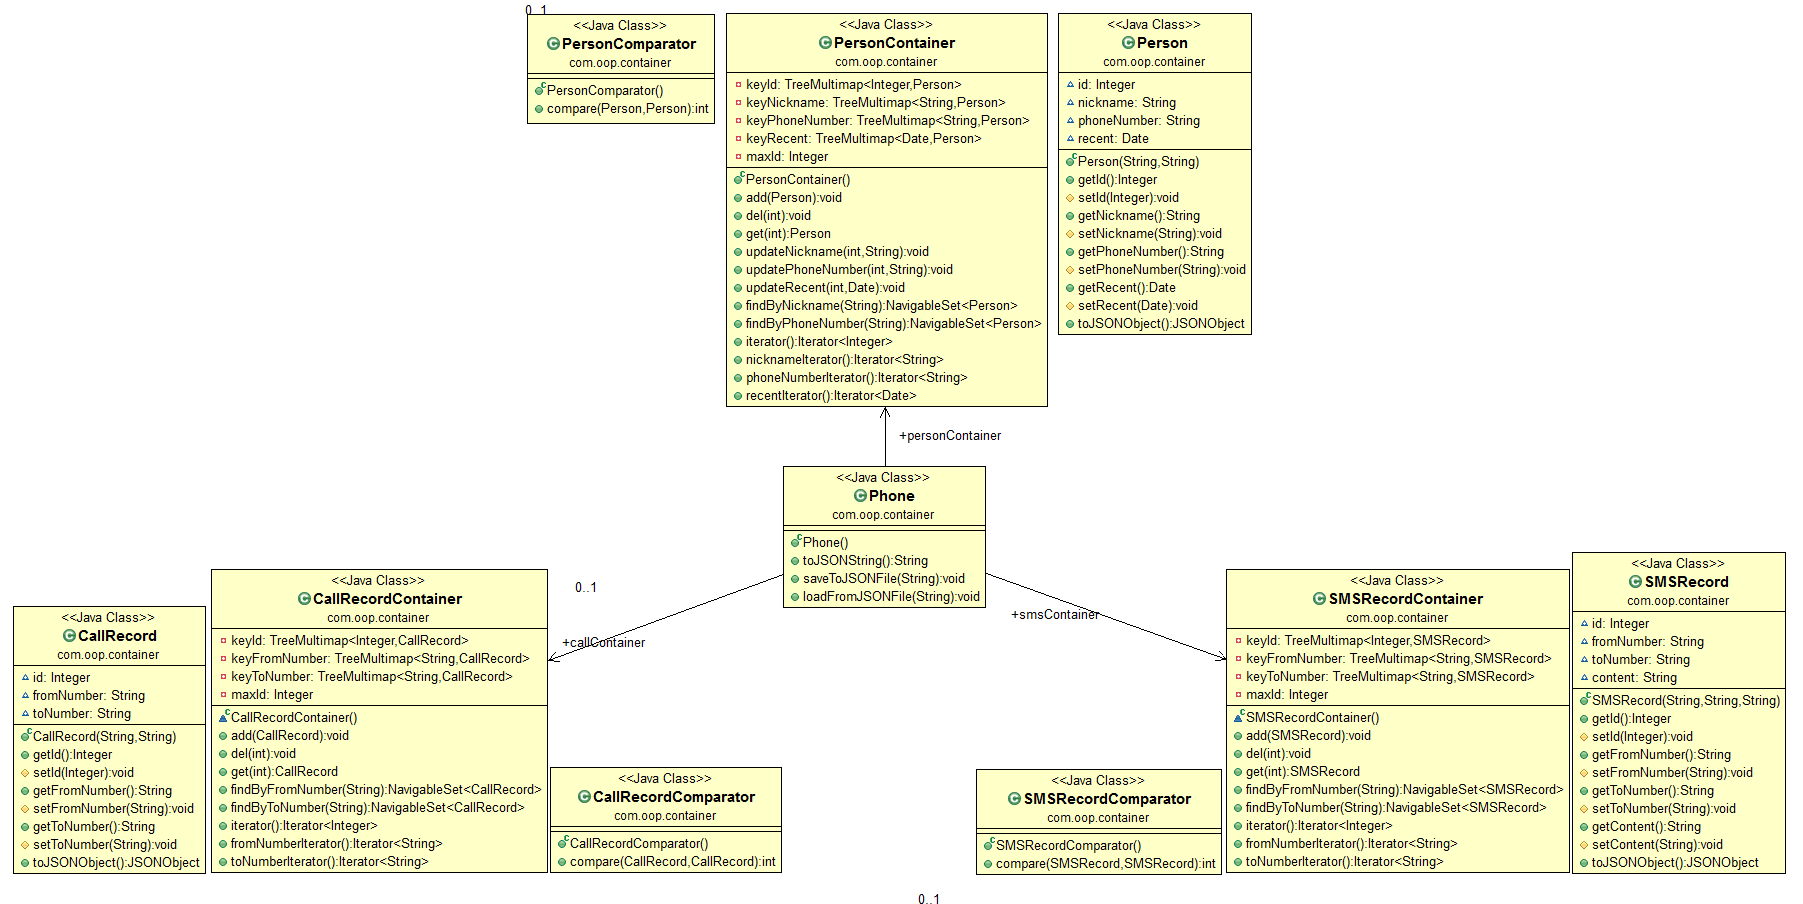 0..1
<<Java Class>>
PersonComparator
com.oop.container
PersonComparator()
compare(Person,Person):int
<<Java Class>>
PersonContainer
com.oop.container
keyId: TreeMultimap<Integer,Person>
keyNickname: TreeMultimap<String,Person>
keyPhoneNumber: TreeMultimap<String,Person>
keyRecent: TreeMultimap<Date,Person>
maxId: Integer
PersonContainer()
add(Person):void
del(int):void
get(int):Person
updateNickname(int,String):void
updatePhoneNumber(int,String):void
updateRecent(int,Date):void
findByNickname(String):NavigableSet<Person>
findByPhoneNumber(String):NavigableSet<Person>
iterator():Iterator<Integer>
nicknameIterator():Iterator<String>
phoneNumberIterator():Iterator<String>
recentIterator():Iterator<Date>
<<Java Class>>
Person
com.oop.container
id: Integer
nickname: String
phoneNumber: String
recent: Date
Person(String,String)
getId():Integer
setId(Integer):void
getNickname():String
setNickname(String):void
getPhoneNumber():String
setPhoneNumber(String):void
getRecent():Date
setRecent(Date):void
toJSONObject():JSONObject
+personContainer
<<Java Class>>
Phone
com.oop.container
Phone()
toJSONString():String
saveToJSONFile(String):void
loadFromJSONFile(String):void
0..1
+callContainer
+smsContainer
<<Java Class>>
CallRecord
com.oop.container
id: Integer
fromNumber: String
toNumber: String
CallRecord(String,String)
getId():Integer
setId(Integer):void
getFromNumber():String
setFromNumber(String):void
getToNumber():String
setToNumber(String):void
toJSONObject():JSONObject
<<Java Class>>
CallRecordContainer
com.oop.container
keyId: TreeMultimap<Integer,CallRecord>
keyFromNumber: TreeMultimap<String,CallRecord>
keyToNumber: TreeMultimap<String,CallRecord>
maxId: Integer
CallRecordContainer()
add(CallRecord):void
del(int):void
get(int):CallRecord
findByFromNumber(String):NavigableSet<CallRecord>
findByToNumber(String):NavigableSet<CallRecord>
iterator():Iterator<Integer>
fromNumberIterator():Iterator<String>
toNumberIterator():Iterator<String>
<<Java Class>>
CallRecordComparator
com.oop.container
CallRecordComparator()
compare(CallRecord,CallRecord):int
<<Java Class>>
SMSRecordComparator
com.oop.container
SMSRecordComparator()
compare(SMSRecord,SMSRecord):int
<<Java Class>>
SMSRecordContainer
com.oop.container
keyId: TreeMultimap<Integer,SMSRecord>
keyFromNumber: TreeMultimap<String,SMSRecord>
keyToNumber: TreeMultimap<String,SMSRecord>
maxId: Integer
SMSRecordContainer()
add(SMSRecord):void
del(int):void
get(int):SMSRecord
findByFromNumber(String):NavigableSet<SMSRecord>
findByToNumber(String):NavigableSet<SMSRecord>
iterator():Iterator<Integer>
fromNumberIterator():Iterator<String>
toNumberIterator():Iterator<String>
<<Java Class>>
SMSRecord
com.oop.container
id: Integer
fromNumber: String
toNumber: String
content: String
SMSRecord(String,String,String)
getId():Integer
setId(Integer):void
getFromNumber():String
setFromNumber(String):void
getToNumber():String
setToNumber(String):void
getContent():String
setContent(String):void
toJSONObject():JSONObject
0..1